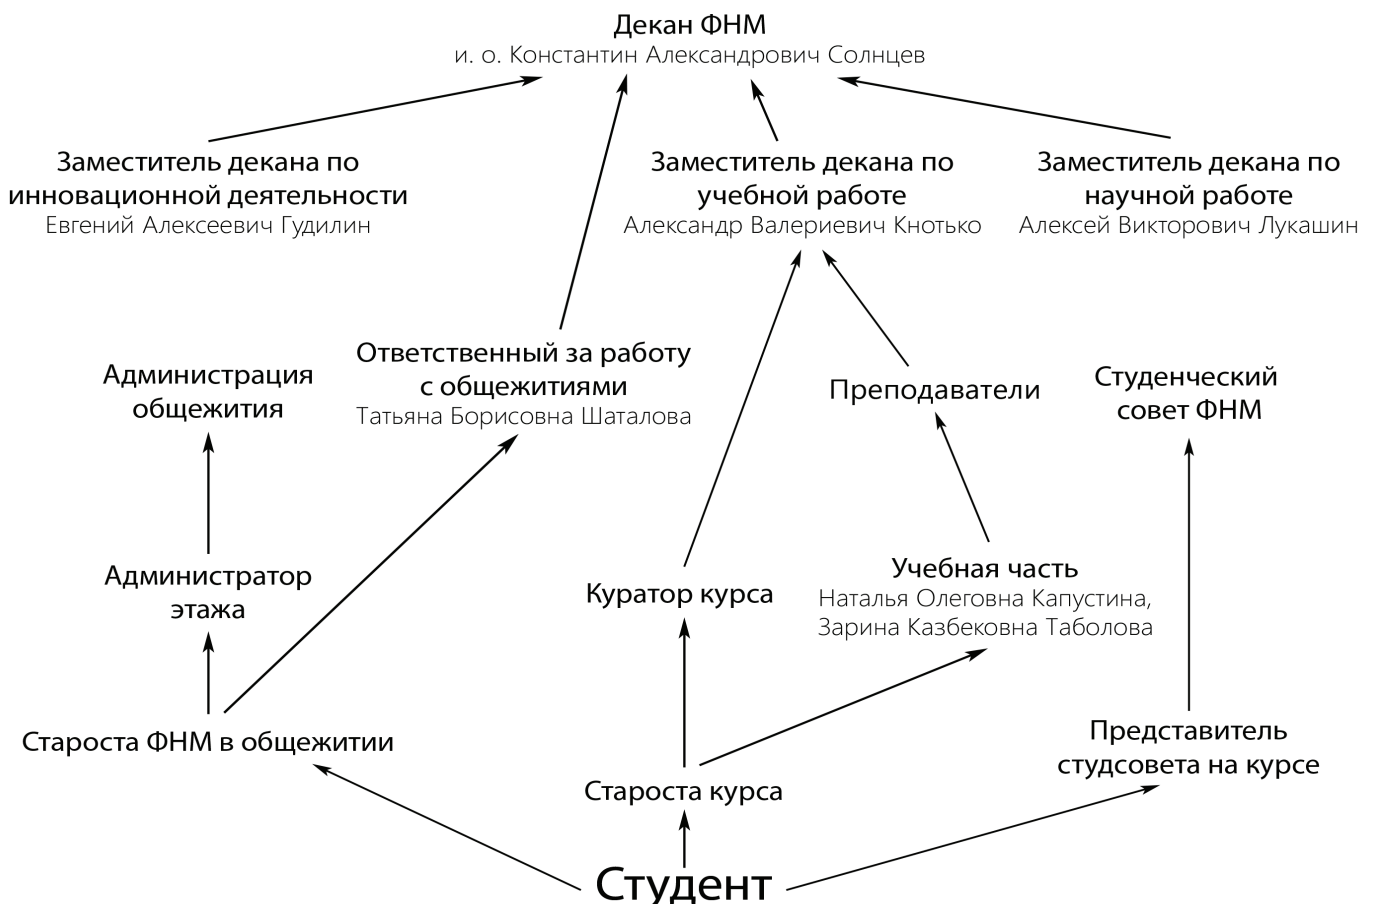 Декан ФНМ
и. о. Константин Александрович Солнцев
Заместитель декана по
инновационной деятельности
Евгений Алексеевич Гудилин
Заместитель декана по
учебной работе
Александр Валериевич Кнотько
Заместитель декана по
научной работе
Алексей Викторович Лукашин
Администрация
общежития
Ответственный за работу
с общежитиями
Татьяна Борисовна Шаталова
Преподаватели
Студенческий
совет ФНМ
Администратор
этажа
Куратор курса
Учебная часть
Наталья Олеговна Капустина,
Зарина Казбековна Таболова
Староста ФНМ в общежитии
Староста курса
Представитель
студсовета на курсе
Студент